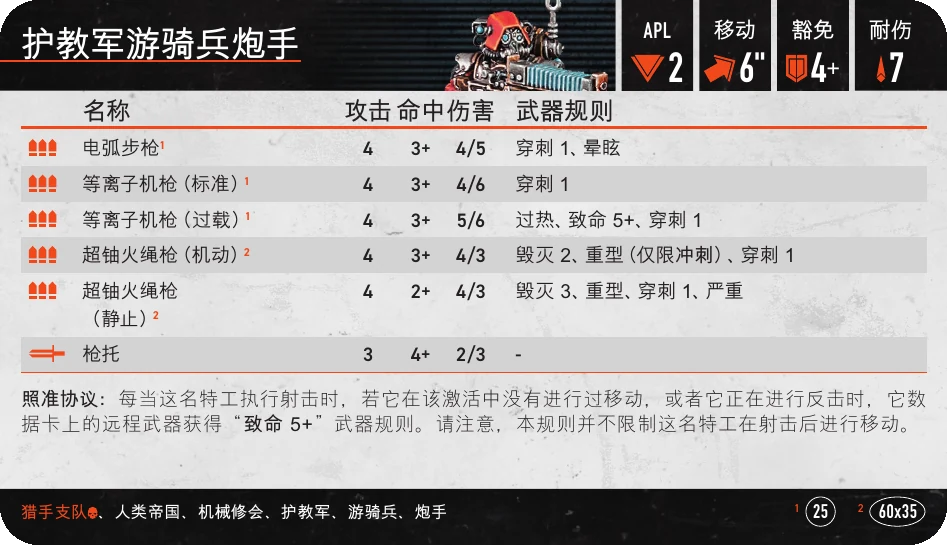 护教军游骑兵炮手
APL 移动 豁免 耐伤
2 6" 4+ 7
名称 攻击 命中 伤害 武器规则
电弧步枪¹ 4 3+ 4/5 穿刺 1、晕眩
等离子机枪（标准）¹ 4 3+ 4/6 穿刺 1
等离子机枪（过载）¹ 4 3+ 5/6 过热、致命 5+、穿刺 1
超铀火绳枪（机动）² 4 3+ 4/3 毁灭 2、重型（仅限冲刺）、穿刺 1
超铀火绳枪 4 2+ 4/3 毁灭 3、重型、穿刺 1、严重
（静止）²
枪托 3 4+ 2/3 -
照准协议：每当这名特工执行射击时，若它在该激活中没有进行过移动，或者它正在进行反击时，它数
据卡上的远程武器获得“致命 5+”武器规则。请注意，本规则并不限制这名特工在射击后进行移动。
猎手支队、人类帝国、机械修会、护教军、游骑兵、炮手 ¹ 25 ² 60x35